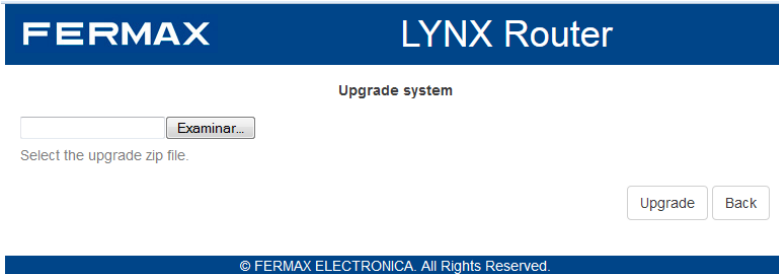 FERMAX LYNX Router
Upgrade system
Examinar...
Select the upgrade zip file.
Upgrade Back
© FERMAX ELECTRONICA. All Rights Reserved.